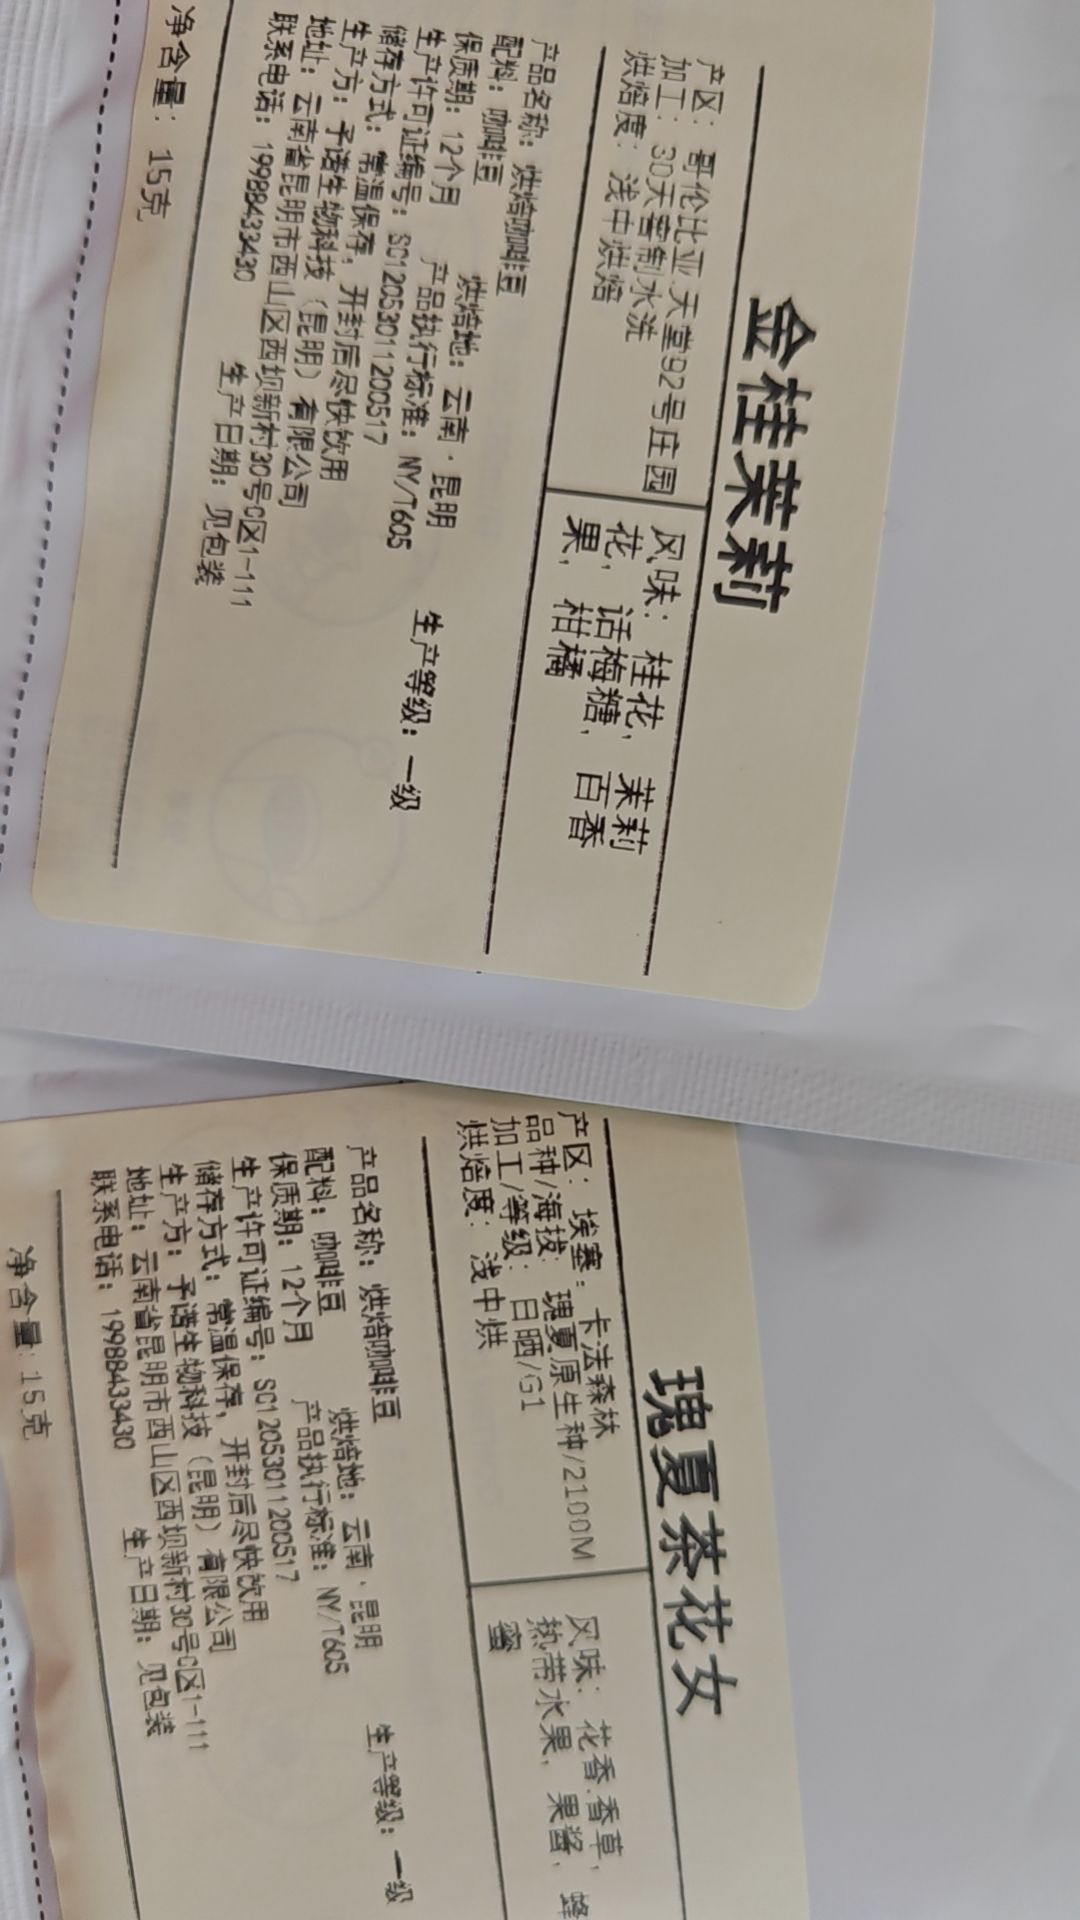 金桂茉莉
产区: 哥伦比亚 天堂92号庄园
加工: 30天窖制水洗
烘焙度: 浅中烘焙
风味: 桂花, 茉莉
花, 话梅糖, 百香
果, 柑橘
产品名称: 烘焙咖啡豆
配料: 咖啡豆 烘焙地: 云南·昆明
保质期: 12个月 产品执行标准: NY/T605 生产等级: 一级
生产许可证编号: SC12053011200517
储存方式: 常温保存, 开封后尽快饮用
生产方: 予诺生物科技 (昆明) 有限公司
地址: 云南省昆明市西山区西坝新村30号C区1-111
联系电话: 19988433430 生产日期: 见包装
净含量: 15克
瑰夏茶花女
产区: 埃塞: 卡法森林
品种/海拔: 瑰夏原生种/2100M
加工/等级: 日晒/G1
烘焙度: 浅中烘
风味: 花香.香草,
热带水果, 果酱, 蜂
蜜
产品名称: 烘焙咖啡豆
配料: 咖啡豆 烘焙地: 云南·昆明
保质期: 12个月 产品执行标准: NY/T605 生产等级: 一级
生产许可证编号: SC12053011200517
储存方式: 常温保存, 开封后尽快饮用
生产方: 予诺生物科技 (昆明) 有限公司
地址: 云南省昆明市西山区西坝新村30号C区1-111
联系电话: 19988433430 生产日期: 见包装
净含量: 15克